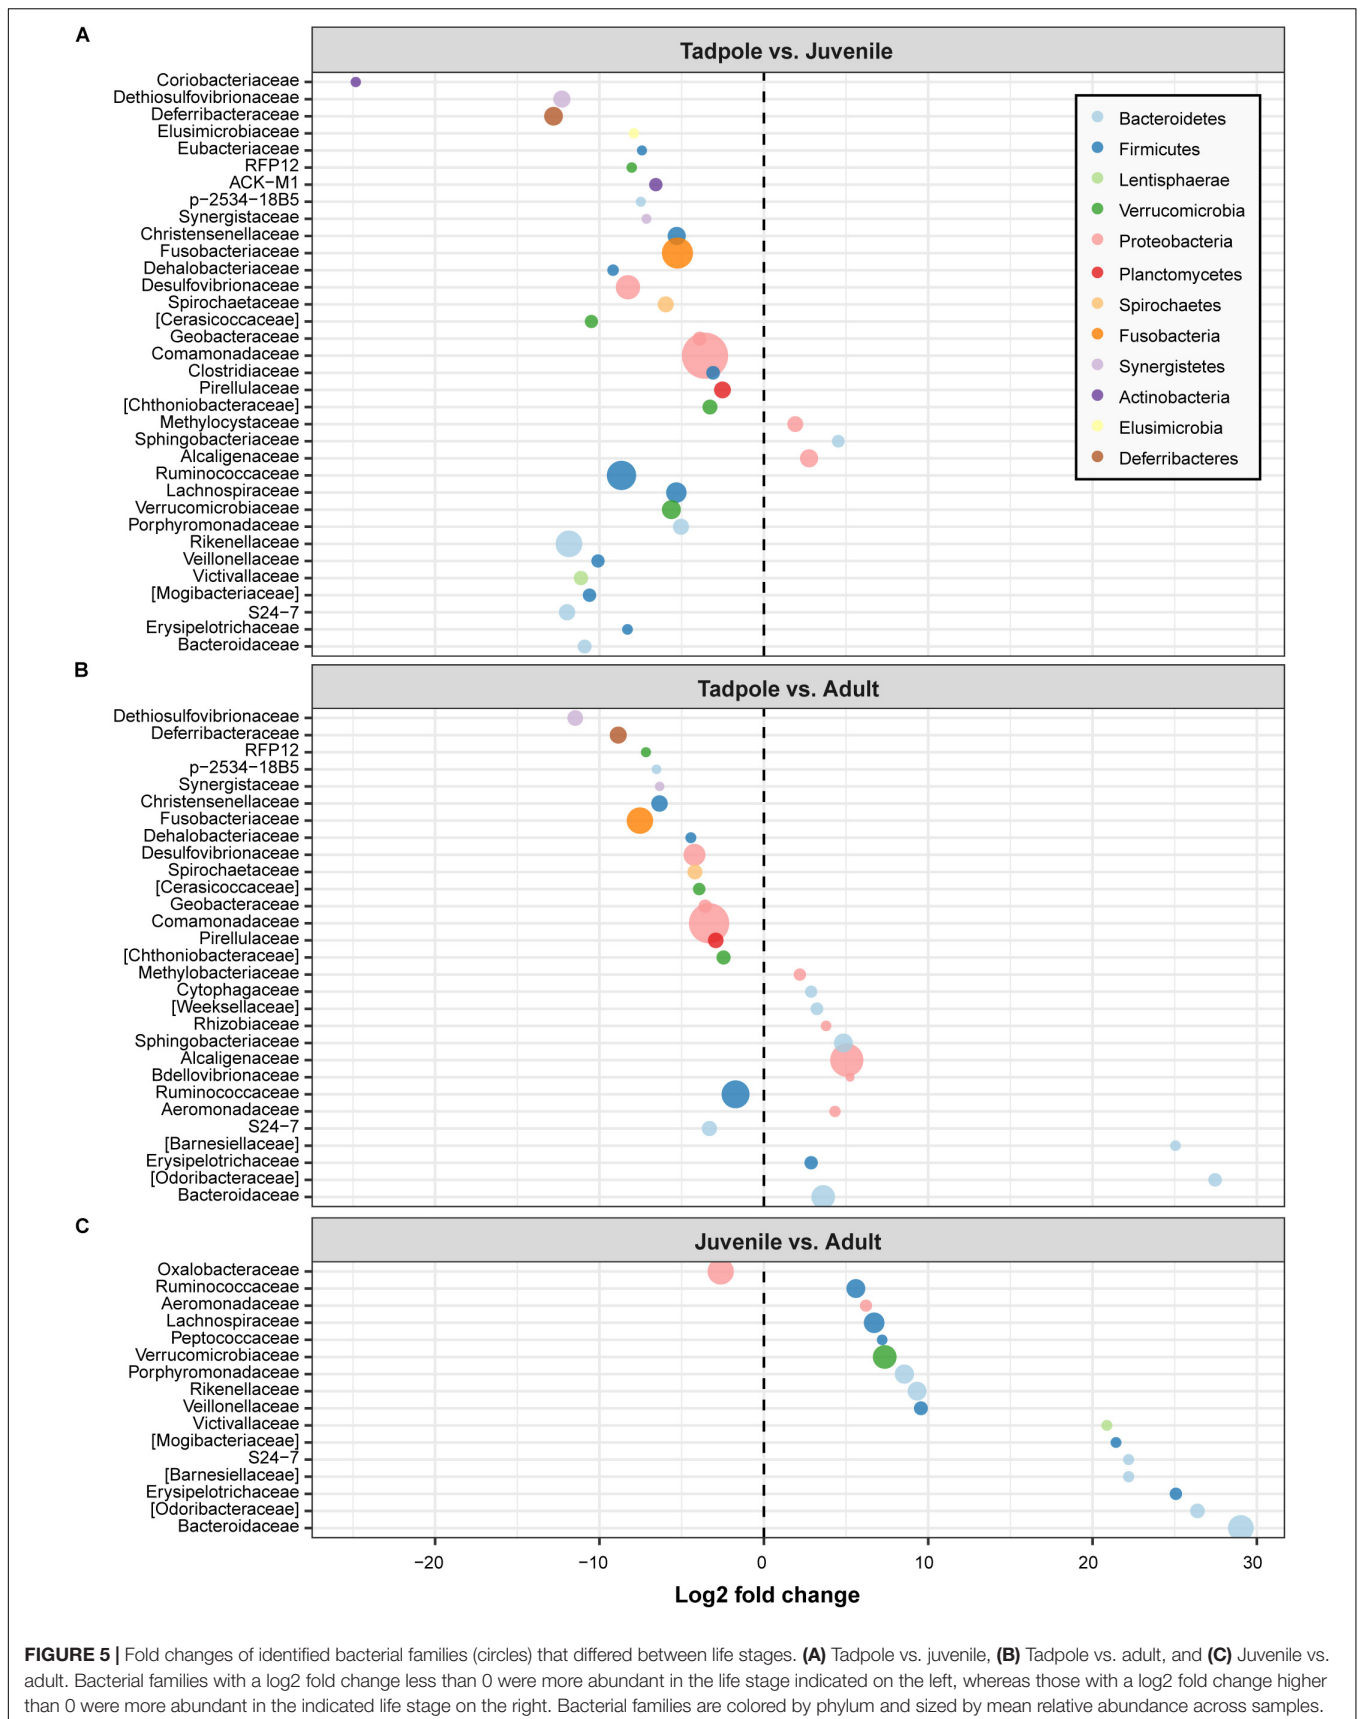 A
Tadpole vs. Juvenile
Coriobacteriaceae
Dethiosulfovibrionaceae
Deferribacteraceae
Elusimicrobiaceae
Eubacteriaceae
RFP12
ACK−M1
p−2534−18B5
Synergistaceae
Christensenellaceae
Fusobacteriaceae
Dehalobacteriaceae
Desulfovibrionaceae
Spirochaetaceae
[Cerasicoccaceae]
Geobacteraceae
Comamonadaceae
Clostridiaceae
Pirellulaceae
[Chthoniobacteraceae]
Methylocystaceae
Sphingobacteriaceae
Alcaligenaceae
Ruminococcaceae
Lachnospiraceae
Verrucomicrobiaceae
Porphyromonadaceae
Rikenellaceae
Veillonellaceae
Victivallaceae
[Mogibacteriaceae]
S24−7
Erysipelotrichaceae
Bacteroidaceae
Bacteroidetes
Firmicutes
Lentisphaerae
Verrucomicrobia
Proteobacteria
Planctomycetes
Spirochaetes
Fusobacteria
Synergistetes
Actinobacteria
Elusimicrobia
Deferribacteres
B
Tadpole vs. Adult
Dethiosulfovibrionaceae
Deferribacteraceae
RFP12
p−2534−18B5
Synergistaceae
Christensenellaceae
Fusobacteriaceae
Dehalobacteriaceae
Desulfovibrionaceae
Spirochaetaceae
[Cerasicoccaceae]
Geobacteraceae
Comamonadaceae
Pirellulaceae
[Chthoniobacteraceae]
Methylobacteriaceae
Cytophagaceae
[Weeksellaceae]
Rhizobiaceae
Sphingobacteriaceae
Alcaligenaceae
Bdellovibrionaceae
Ruminococcaceae
Aeromonadaceae
S24−7
[Barnesiellaceae]
Erysipelotrichaceae
[Odoribacteraceae]
Bacteroidaceae
C
Juvenile vs. Adult
Oxalobacteraceae
Ruminococcaceae
Aeromonadaceae
Lachnospiraceae
Peptococcaceae
Verrucomicrobiaceae
Porphyromonadaceae
Rikenellaceae
Veillonellaceae
Victivallaceae
[Mogibacteriaceae]
S24−7
[Barnesiellaceae]
Erysipelotrichaceae
[Odoribacteraceae]
Bacteroidaceae
−20 −10 0 10 20 30
Log2 fold change
FIGURE 5 | Fold changes of identified bacterial families (circles) that differed between life stages. (A) Tadpole vs. juvenile, (B) Tadpole vs. adult, and (C) Juvenile vs.
adult. Bacterial families with a log2 fold change less than 0 were more abundant in the life stage indicated on the left, whereas those with a log2 fold change higher
than 0 were more abundant in the indicated life stage on the right. Bacterial families are colored by phylum and sized by mean relative abundance across samples.